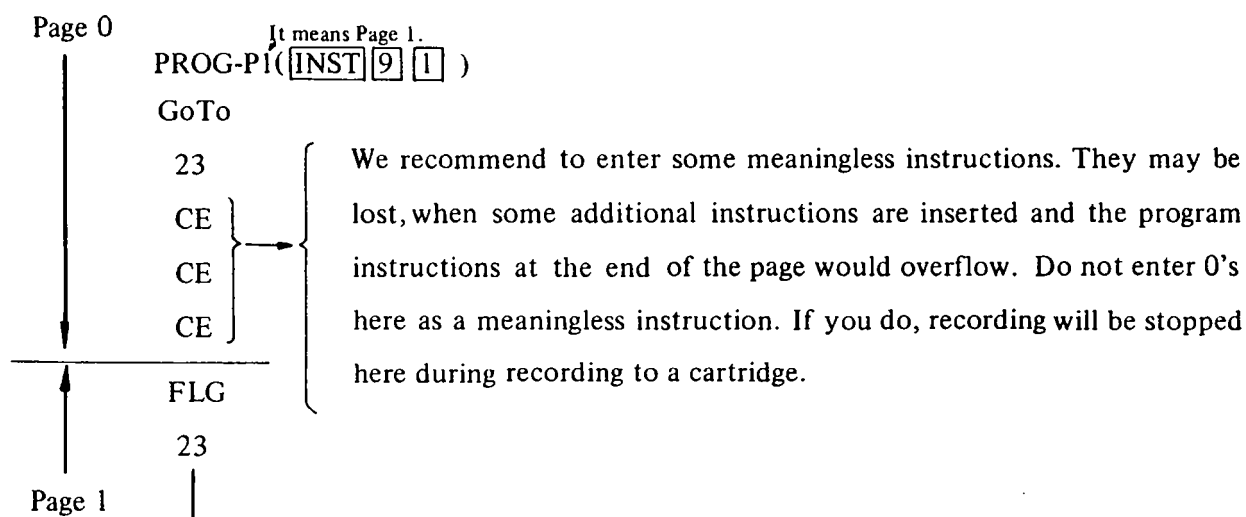 Page 0
It means Page 1.
PROG-P1( INST 9 1 )
GoTo
23
We recommend to enter some meaningless instructions. They may be
CE
lost, when some additional instructions are inserted and the program
CE
instructions at the end of the page would overflow. Do not enter 0's
CE
here as a meaningless instruction. If you do, recording will be stopped
here during recording to a cartridge.
FLG
23
Page 1